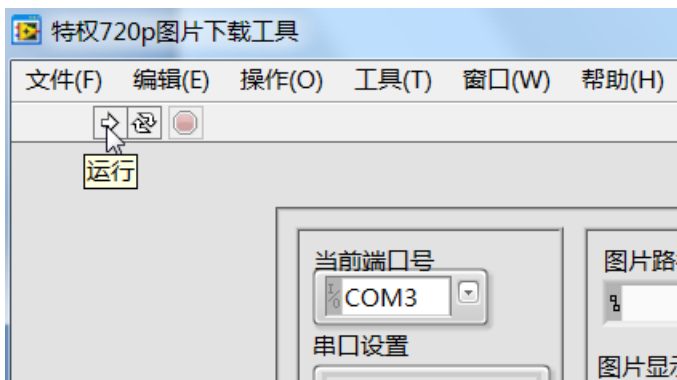 特权720p图片下载工具
文件(F) 编辑(E) 操作(O) 工具(T) 窗口(W) 帮助(H)
运行
当前端口号
图片路
COM3
串口设置
图片显